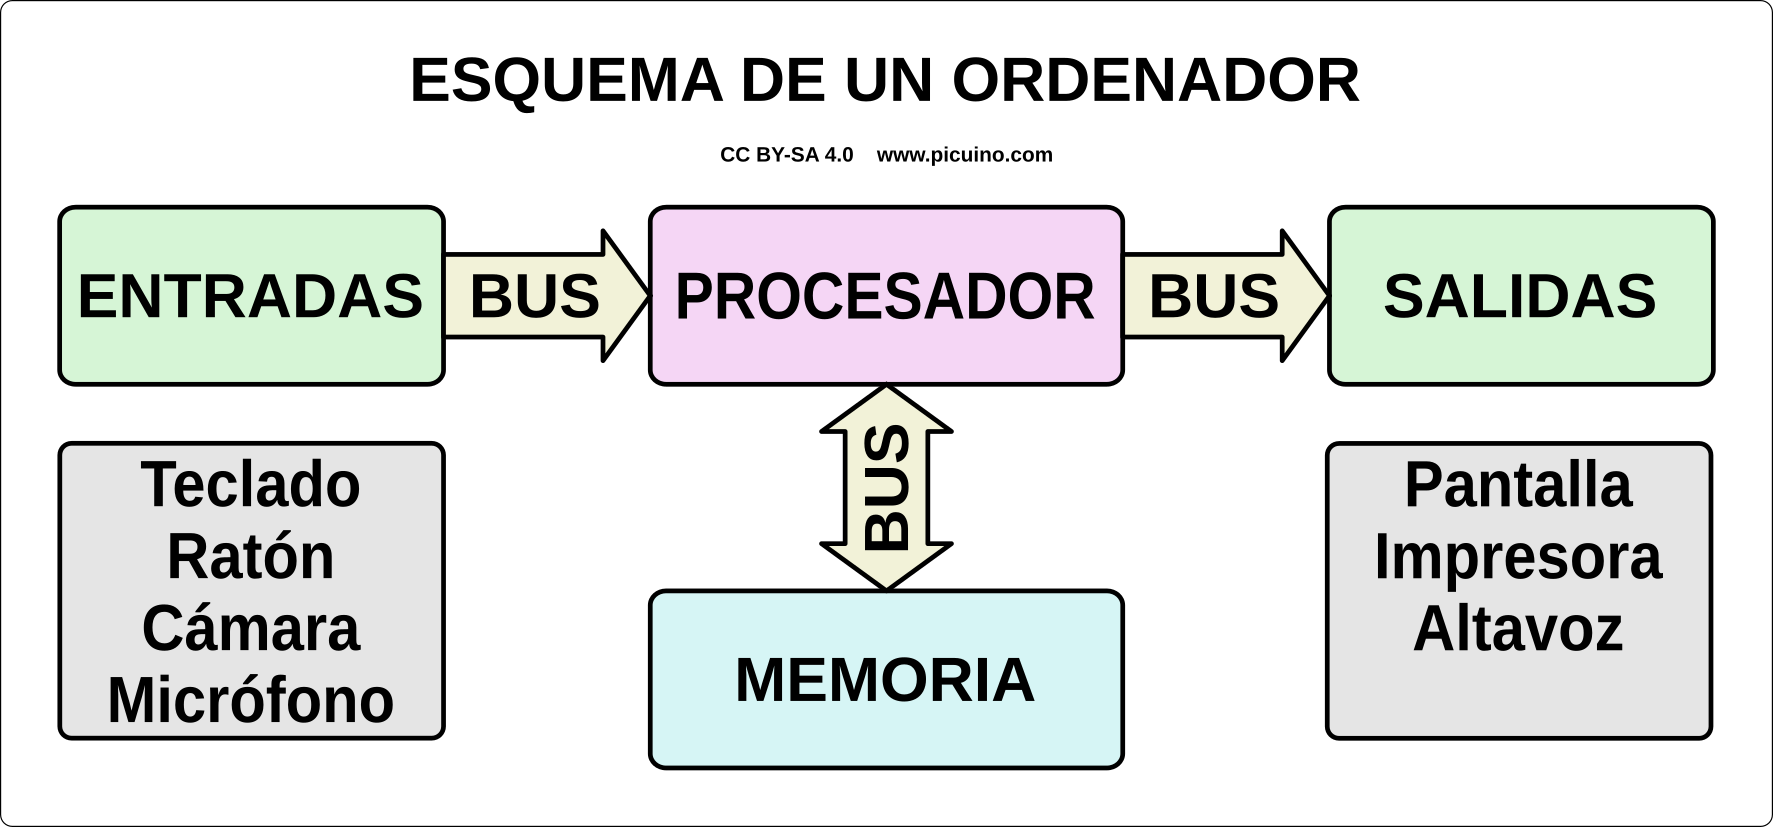 ESQUEMA DE UN ORDENADOR
CC BY-SA 4.0 www.picuino.com
ENTRADAS
BUS
PROCESADOR
BUS
SALIDAS
BUS
Teclado
Ratón
Cámara
Micrófono
MEMORIA
Pantalla
Impresora
Altavoz